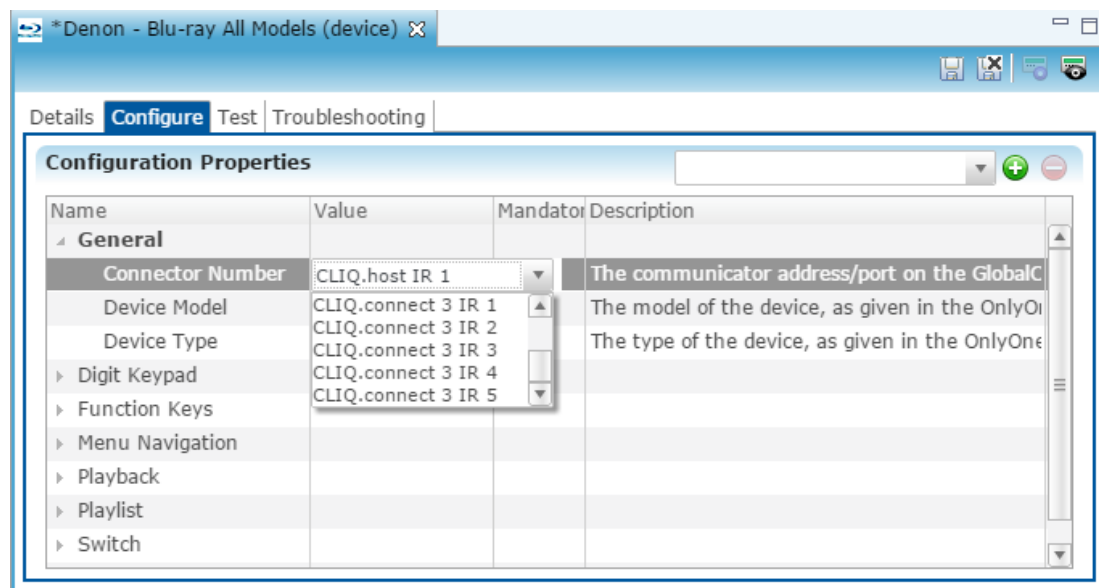 *Denon - Blu-ray All Models (device)
Details Configure Test Troubleshooting
Configuration Properties
Name Value Mandator Description
General
Connector Number CLIQ.host IR 1 The communicator address/port on the GlobalC
CLIQ.connect 3 IR 1
Device Model The model of the device, as given in the OnlyO
CLIQ.connect 3 IR 2
Device Type The type of the device, as given in the OnlyOne
CLIQ.connect 3 IR 3
Digit Keypad CLIQ.connect 3 IR 4
CLIQ.connect 3 IR 5
Function Keys
Menu Navigation
Playback
Playlist
Switch